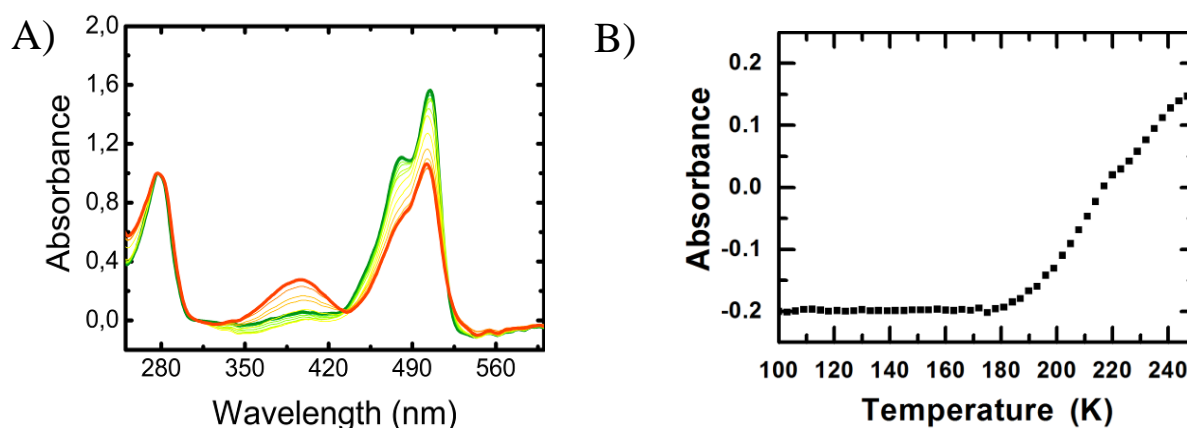 A)
Absorbance
2,0
1,6
1,2
0,8
0,4
0,0
280 350 420 490 560
Wavelength (nm)
B)
Absorbance
0.2
0.1
0.0
-0.1
-0.2
100 120 140 160 180 200 220 240
Temperature (K)